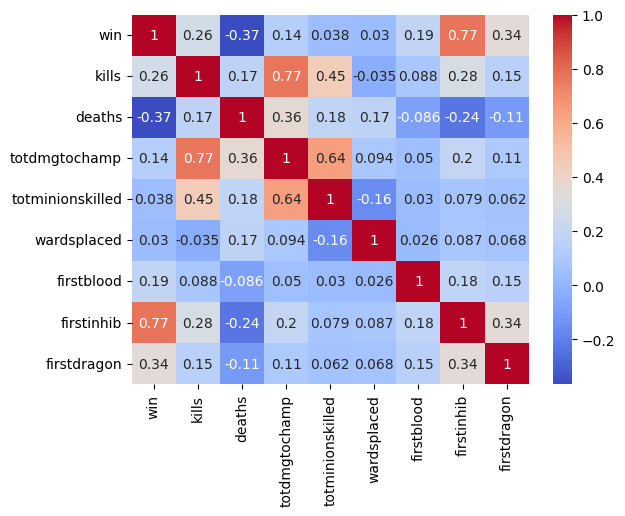 win 1 0.26 -0.37 0.14 0.038 0.03 0.19 0.77 0.34
kills 0.26 1 0.17 0.77 0.45 -0.035 0.088 0.28 0.15
deaths -0.37 0.17 1 0.36 0.18 0.17 -0.086 -0.24 -0.11
totdmgtochamp 0.14 0.77 0.36 1 0.64 0.094 0.05 0.2 0.11
totminionskilled 0.038 0.45 0.18 0.64 1 -0.16 0.03 0.079 0.062
wardsplaced 0.03 -0.035 0.17 0.094 -0.16 1 0.026 0.087 0.068
firstblood 0.19 0.088 -0.086 0.05 0.03 0.026 1 0.18 0.15
firstinhib 0.77 0.28 -0.24 0.2 0.079 0.087 0.18 1 0.34
firstdragon 0.34 0.15 -0.11 0.11 0.062 0.068 0.15 0.34 1
win kills deaths totdmgtochamp totminionskilled wardsplaced firstblood firstinhib firstdragon
1.0
0.8
0.6
0.4
0.2
0.0
−0.2